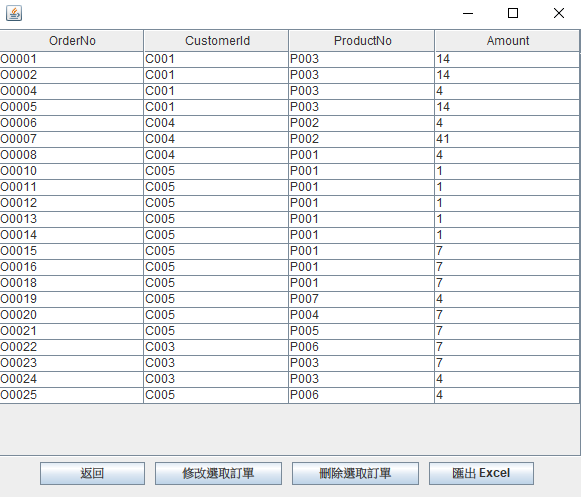 OrderNo CustomerId ProductNo Amount
O0001 C001 P003 14
O0002 C001 P003 14
O0004 C001 P003 4
O0005 C001 P003 14
O0006 C004 P002 4
O0007 C004 P002 41
O0008 C004 P001 4
O0010 C005 P001 1
O0011 C005 P001 1
O0012 C005 P001 1
O0013 C005 P001 1
O0014 C005 P001 1
O0015 C005 P001 7
O0016 C005 P001 7
O0018 C005 P001 7
O0019 C005 P007 4
O0020 C005 P004 7
O0021 C005 P005 7
O0022 C003 P006 7
O0023 C003 P003 7
O0024 C003 P003 4
O0025 C005 P006 4
返回 修改選取訂單 刪除選取訂單 匯出 Excel